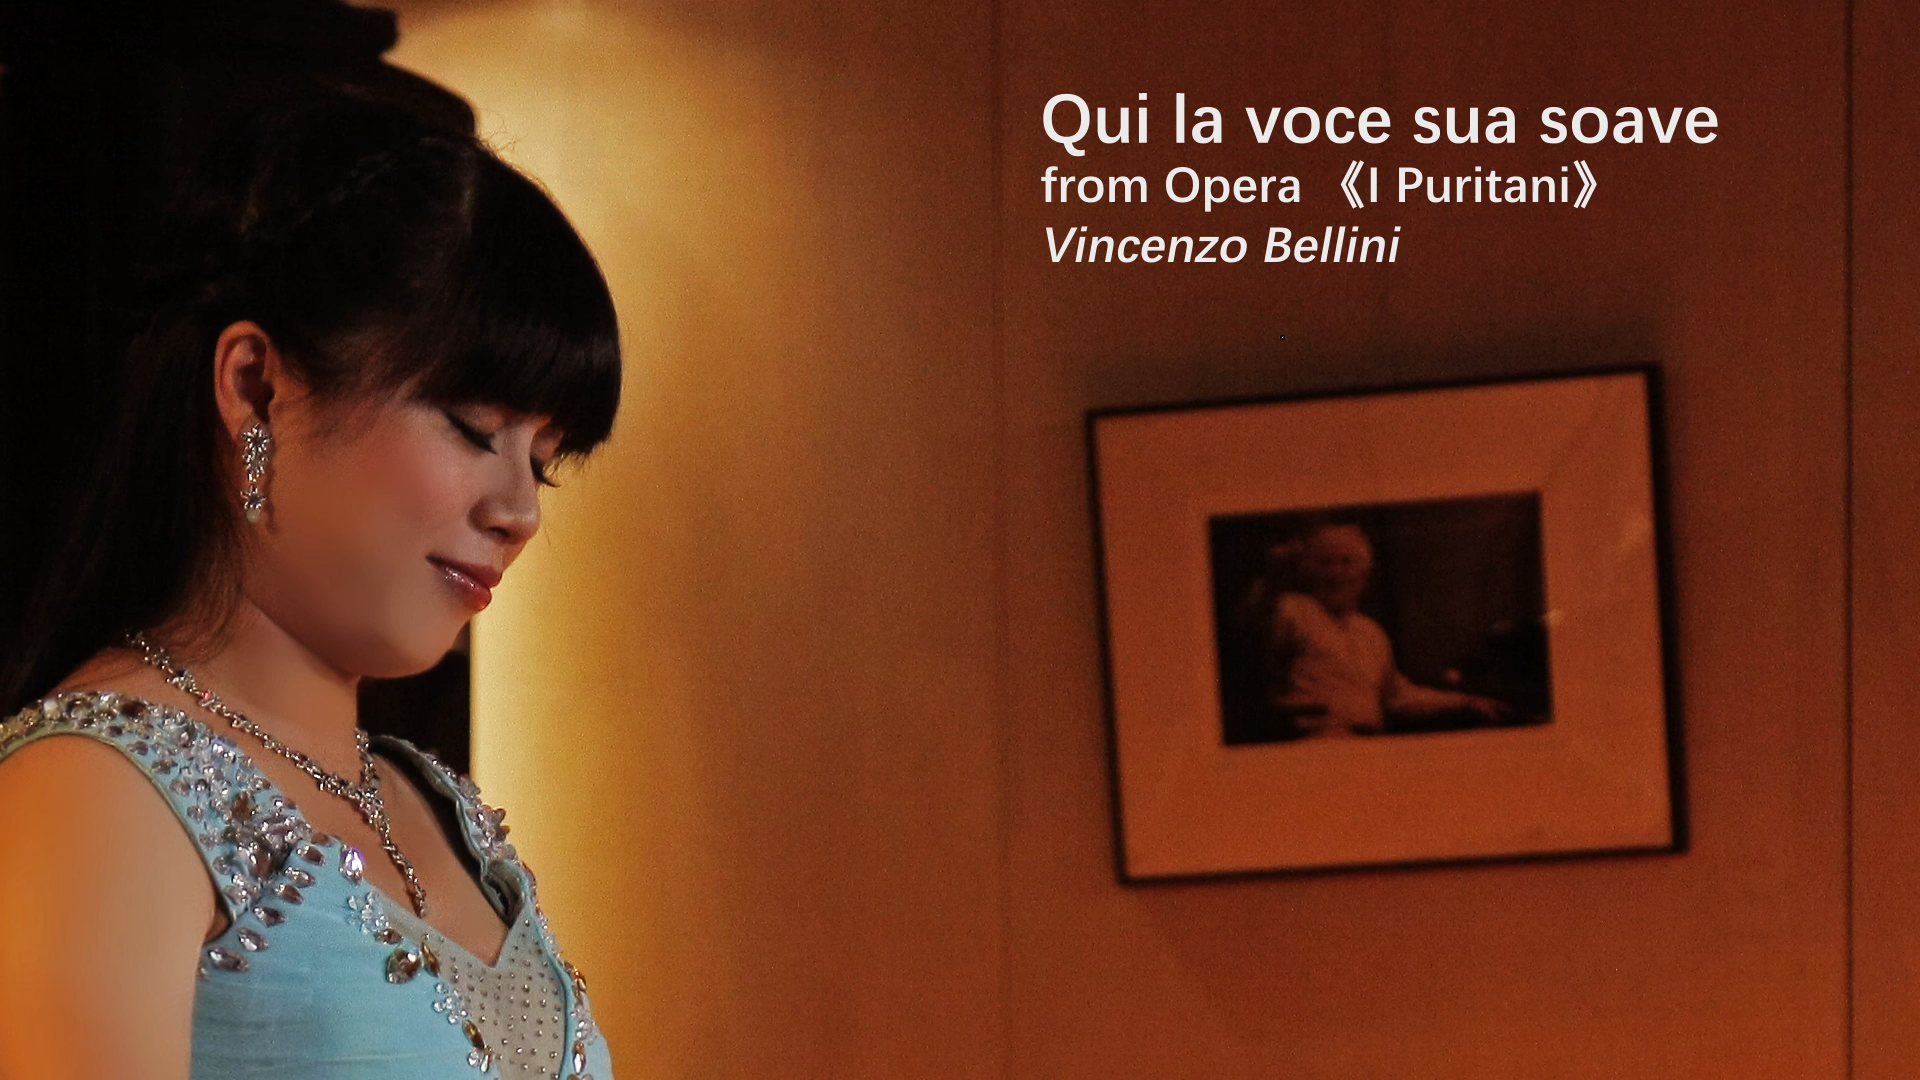 Qui la voce sua soave
from Opera 《I Puritani》
Vincenzo Bellini